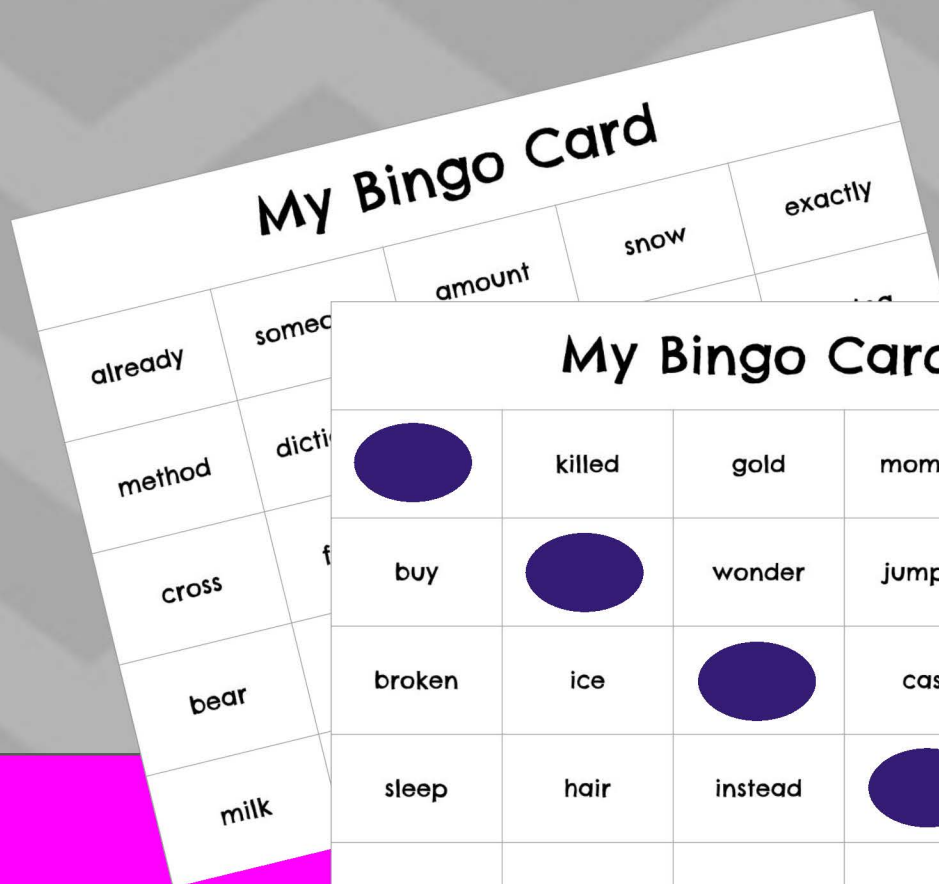 My Bingo Card
already amount snow exactly
method
cross
bear
milk
My Bingo
killed gold
buy wonder
broken ice
sleep hair instead